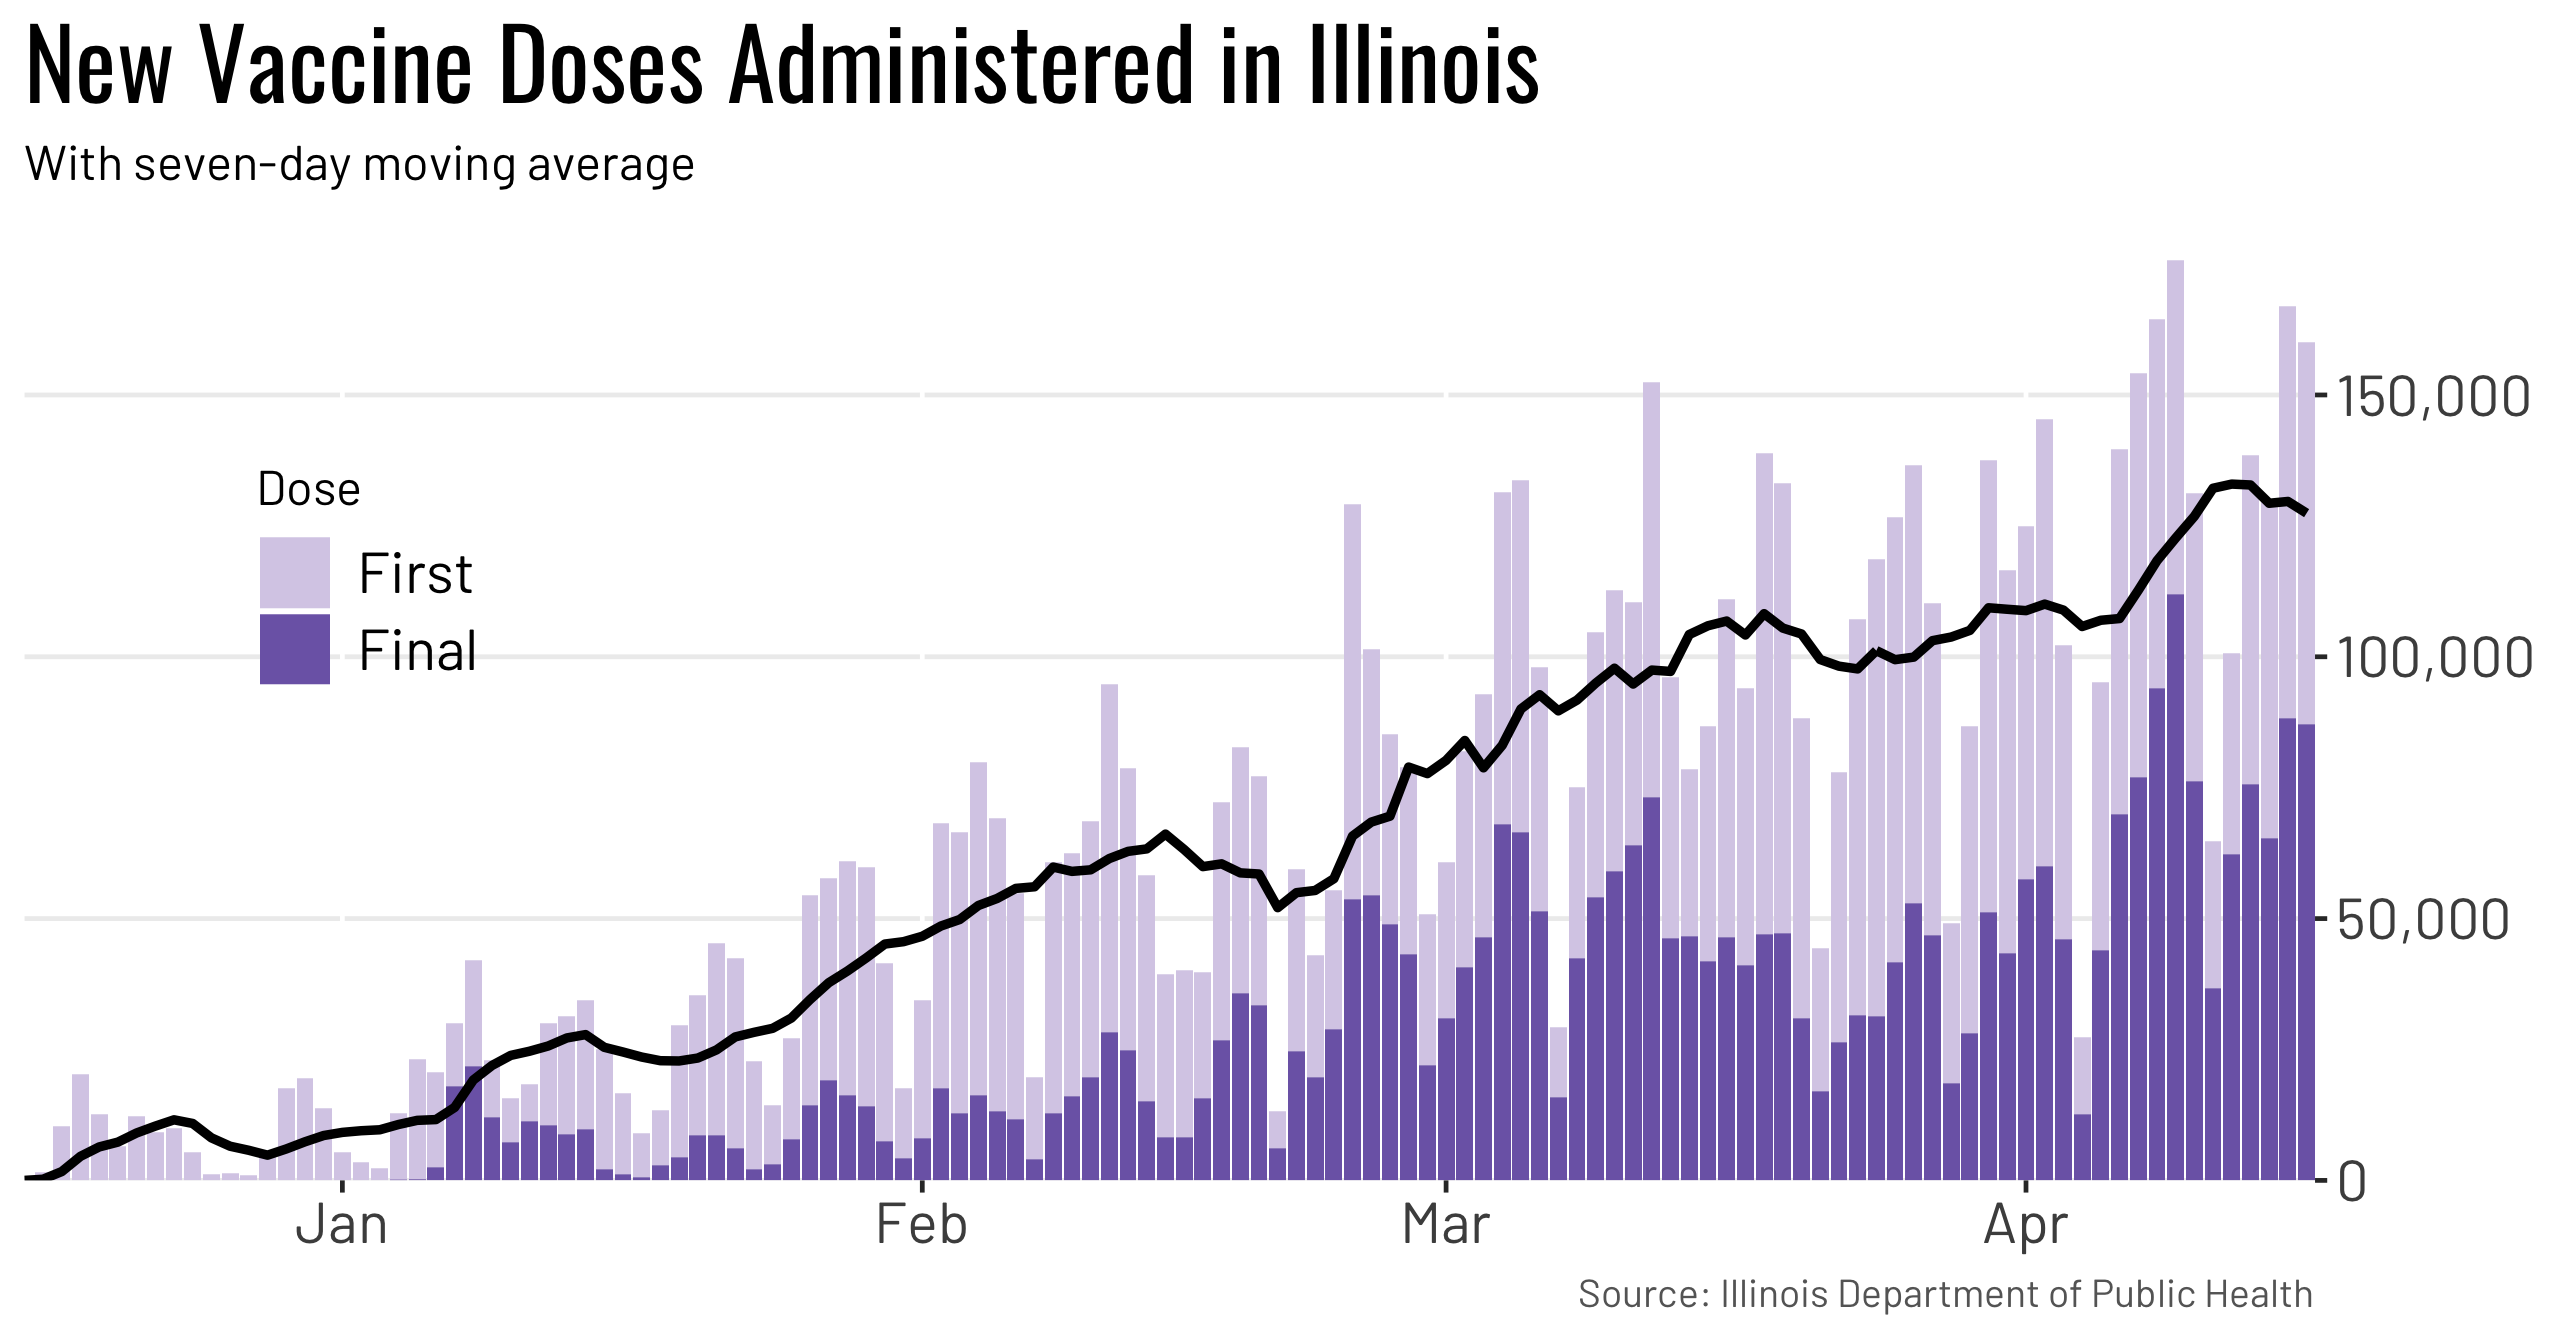 New Vaccine Doses Administered in Illinois
With seven-day moving average
150,000
Dose
First
Final
100,000
50,000
0
Jan Feb Mar Apr
Source: Illinois Department of Public Health